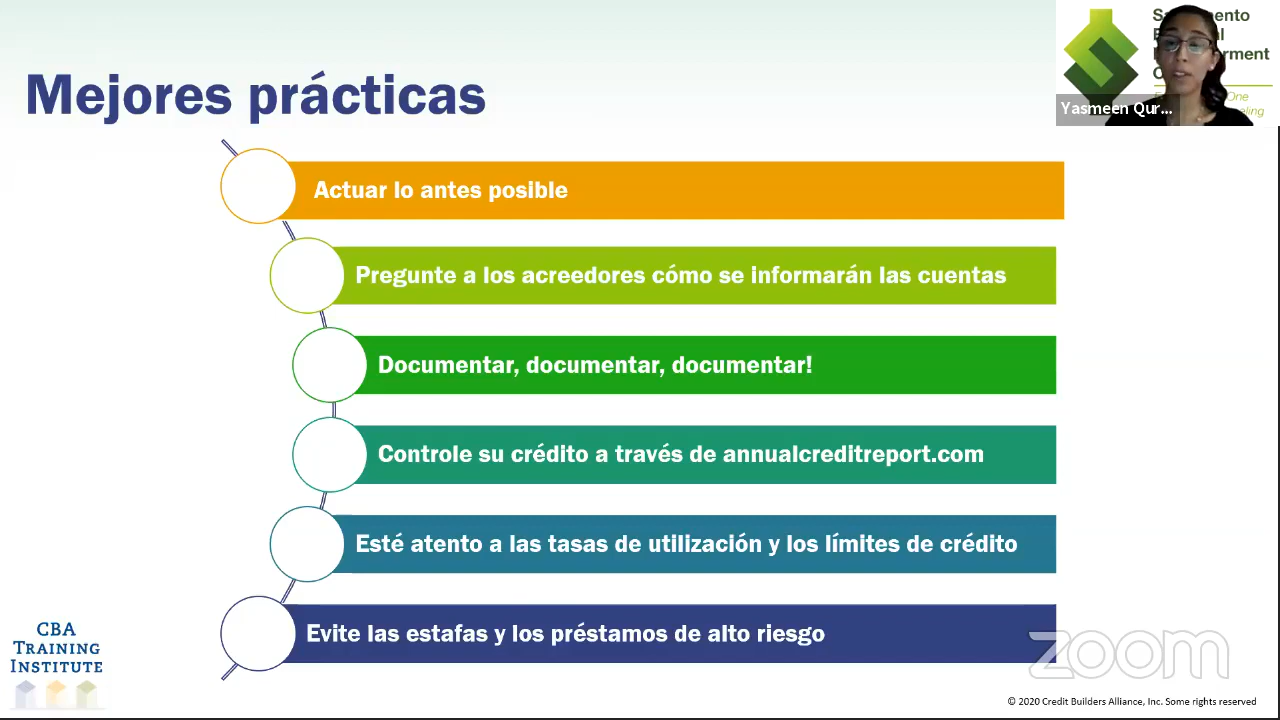 Mejores prácticas
Yasmeen Qur...
Actuar lo antes posible
Pregunte a los acreedores cómo se informarán las cuentas
Documentar, documentar, documentar!
Controle su crédito a través de annualcreditreport.com
Esté atento a las tasas de utilización y los límites de crédito
Evite las estafas y los préstamos de alto riesgo
CBA
TRAINING
INSTITUTE
zoom
© 2020 Credit Builders Alliance, Inc. Some rights reserved